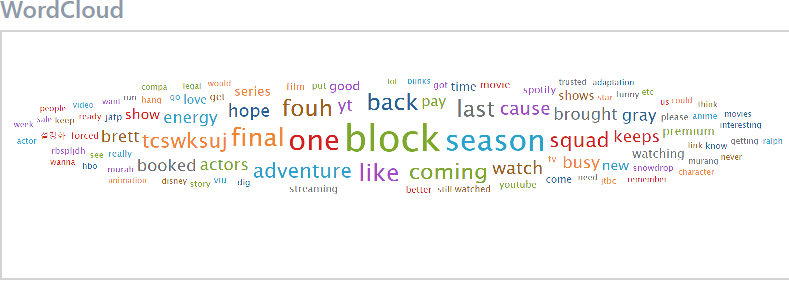 WordCloud
lol blinks
compa legal would film put good got time movie trusted adaptation
video want run hang go love get series spotify shows star funny etc
people fouh yt back pay last cause us could think
week sale keep ready jatp show energy hope brought gray please anime movies
actor 설강화 forced brett tcswksuj final one block season squad keeps premium interesting
rbspljdh see really link know getting ralph
wanna hbo murah booked actors adventure like coming watch tv busy new watching snowdrop murang never
animation disney story viu dig youtube come need jtbc remember character
streaming better still watched